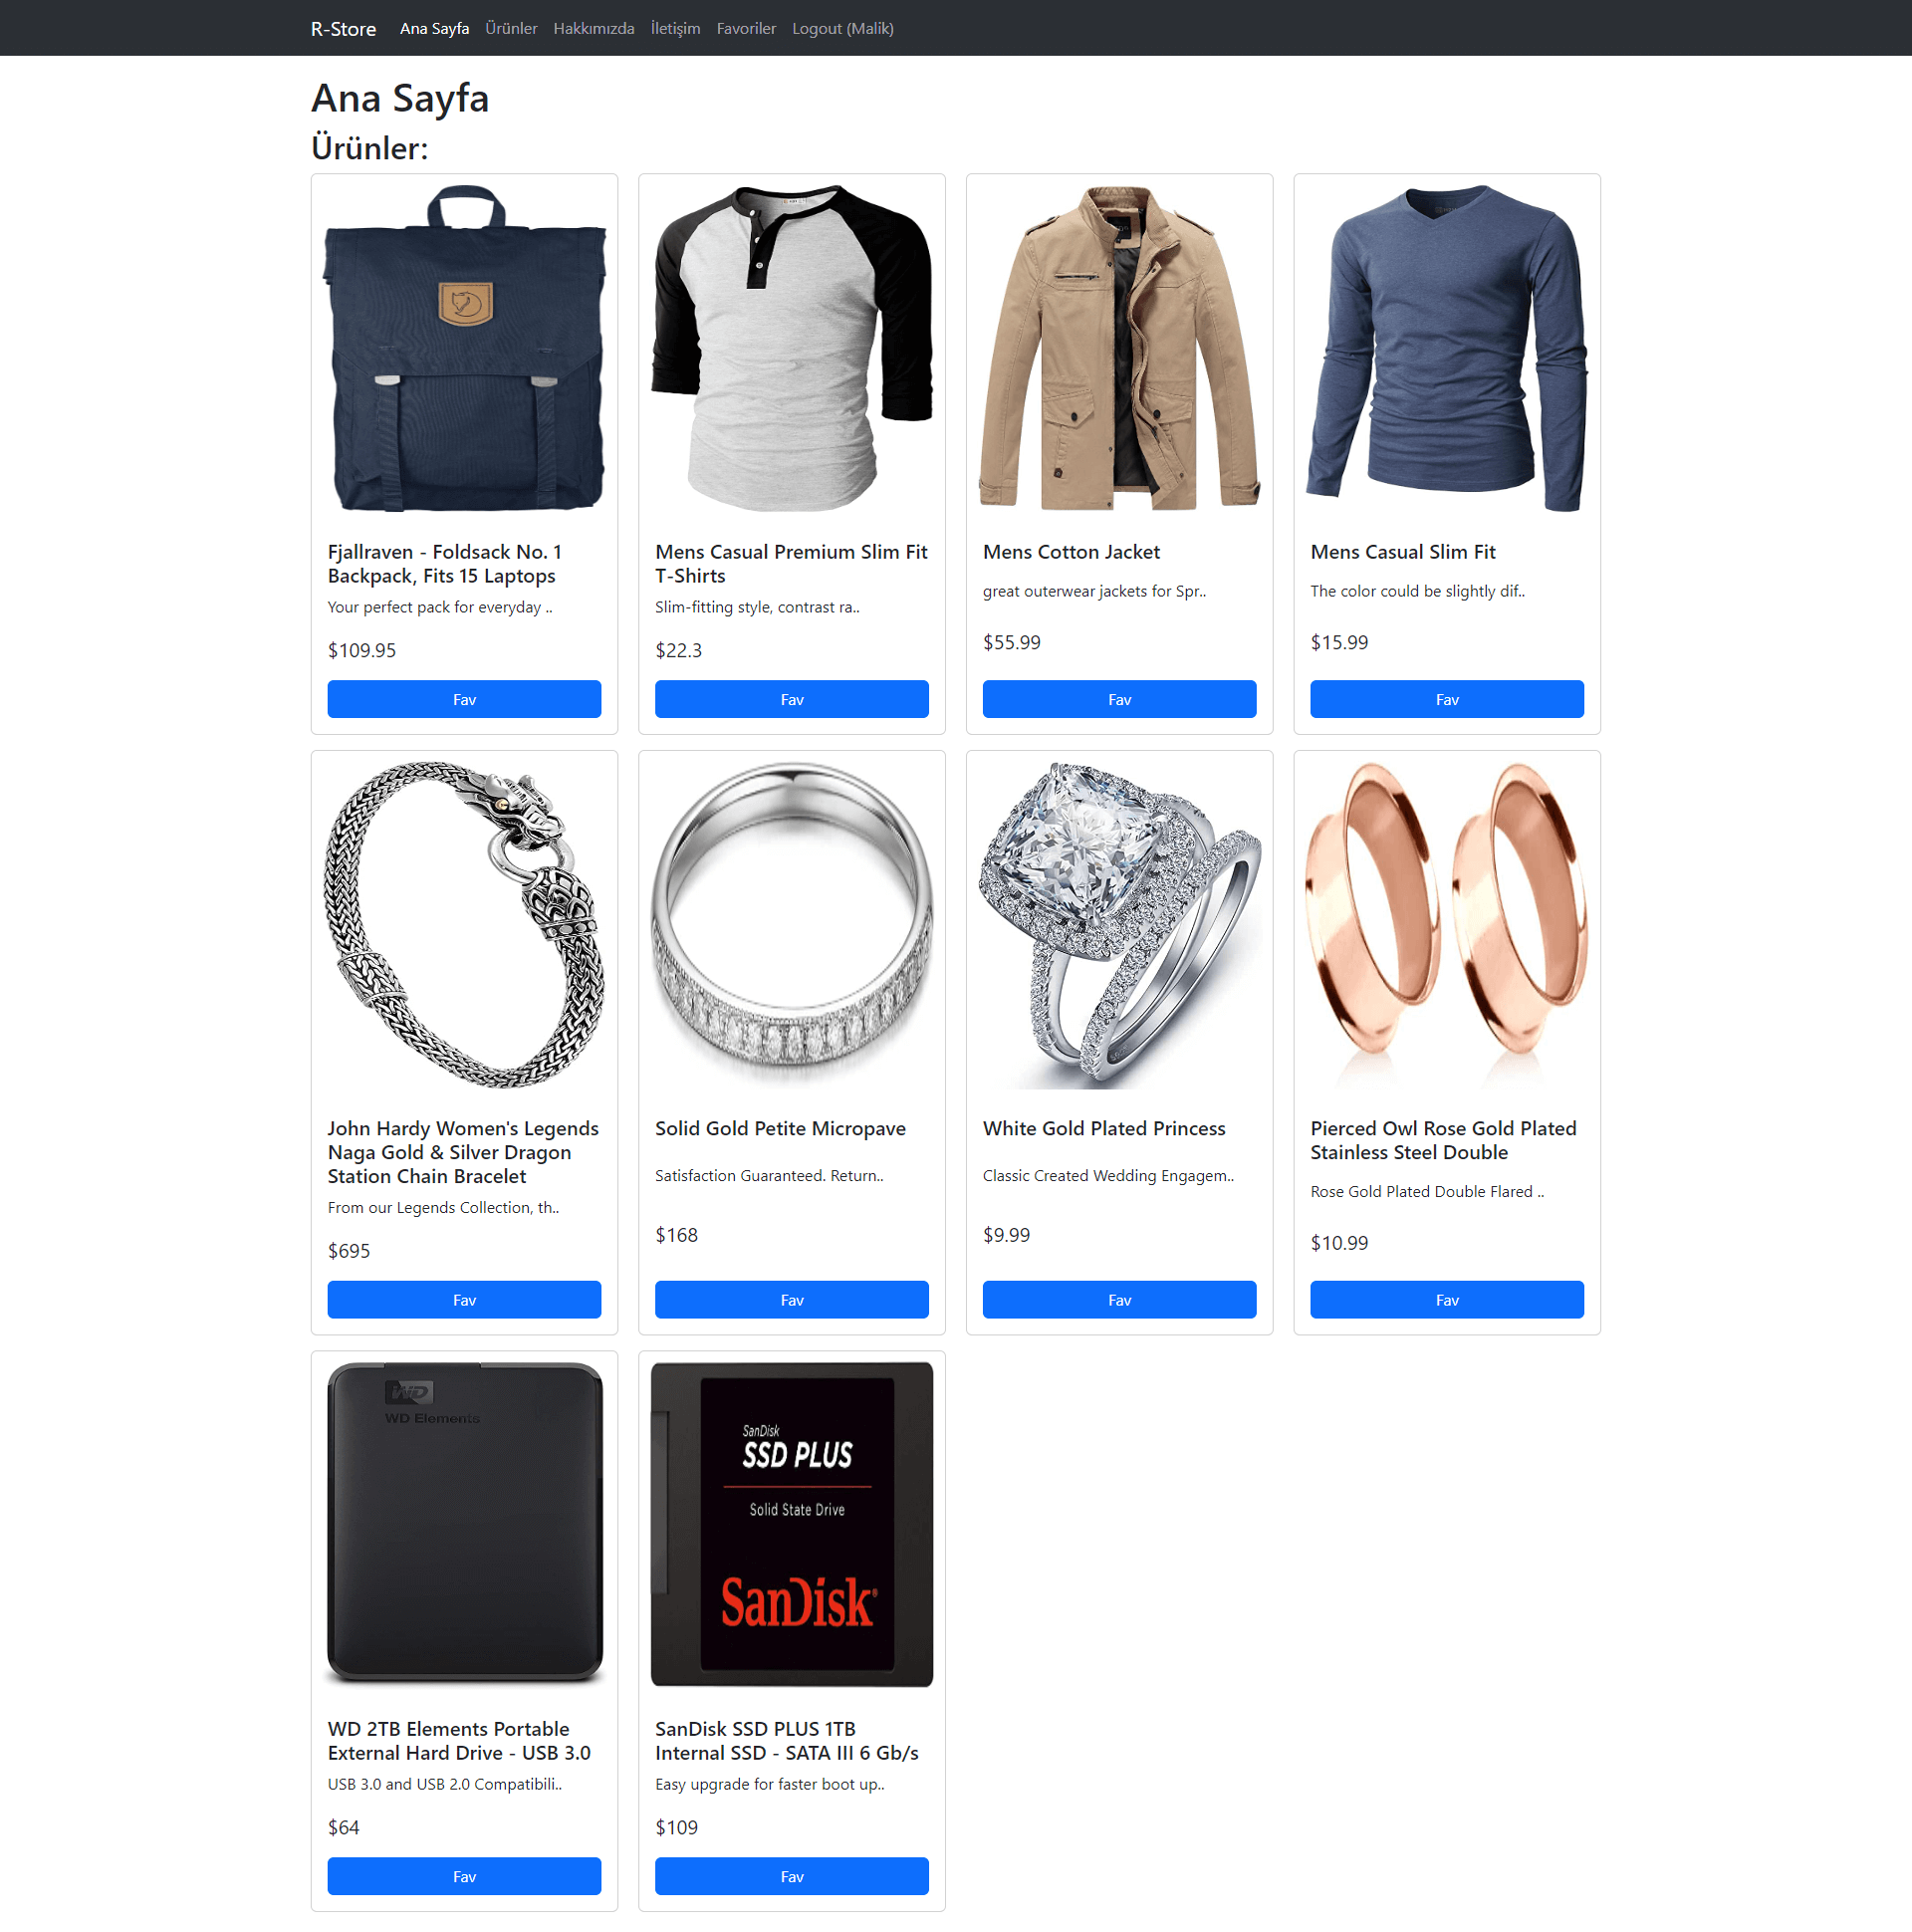 R-Store Ana Sayfa Ürünler Hakkımızda İletişim Favoriler Logout (Malik)
Ana Sayfa
Ürünler:
Fjallraven - Foldsack No. 1
Backpack, Fits 15 Laptops
Your perfect pack for everyday ..
$109.95
Fav
Mens Casual Premium Slim Fit
T-Shirts
Slim-fitting style, contrast ra..
$22.3
Fav
Mens Cotton Jacket
great outerwear jackets for Spr..
$55.99
Fav
Mens Casual Slim Fit
The color could be slightly dif..
$15.99
Fav
John Hardy Women's Legends
Naga Gold & Silver Dragon
Station Chain Bracelet
From our Legends Collection, th..
$695
Fav
Solid Gold Petite Micropave
Satisfaction Guaranteed. Return..
$168
Fav
White Gold Plated Princess
Classic Created Wedding Engagem..
$9.99
Fav
Pierced Owl Rose Gold Plated
Stainless Steel Double
Rose Gold Plated Double Flared ..
$10.99
Fav
WD
WD Elements
WD 2TB Elements Portable
External Hard Drive - USB 3.0
USB 3.0 and USB 2.0 Compatibili..
$64
Fav
SanDisk
SSD PLUS
Solid State Drive
SanDisk®
SanDisk SSD PLUS 1TB
Internal SSD - SATA III 6 Gb/s
Easy upgrade for faster boot up..
$109
Fav